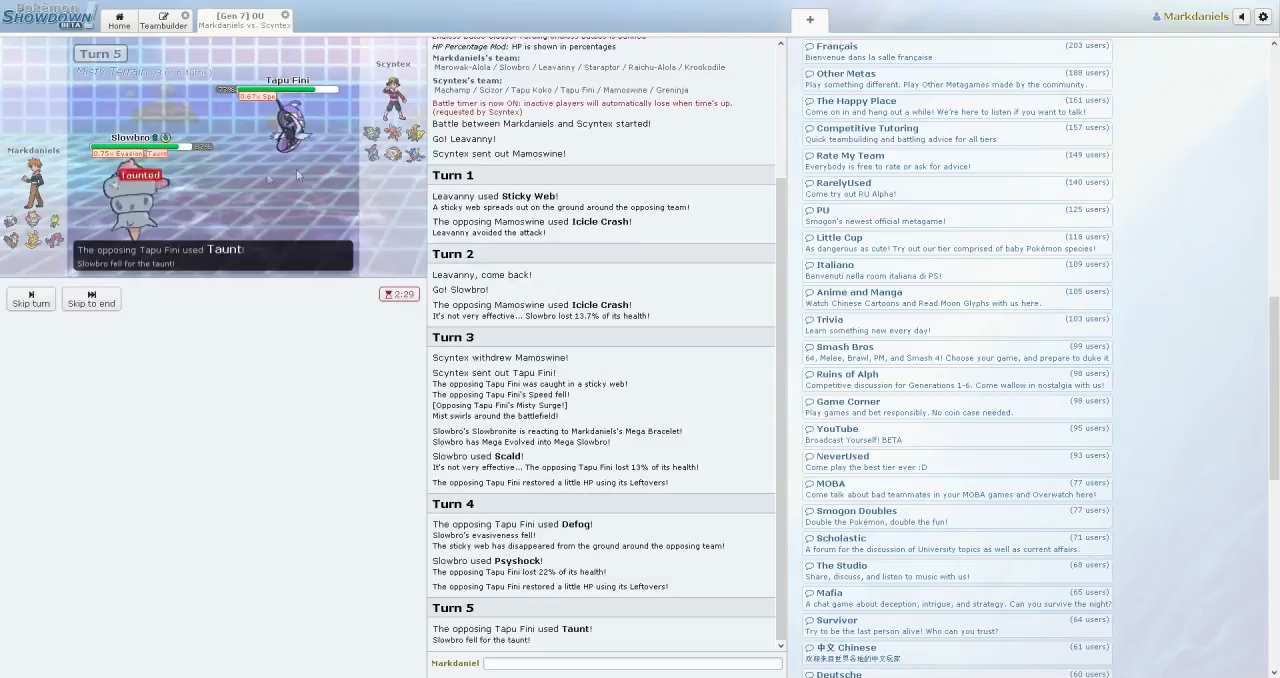 Pokémon
SHOWDOWN
BETA
Home
Teambuilder
[Gen 7] OU
Markdaniels vs. Scyntex
+
Markdaniels
Turn 5
Misty Terrain
Tapu Fini
77%
0.67x Spe
Scyntex
Slowbro
87%
0.75x Evasion Taunt
Markdaniels
Taunted
The opposing Tapu Fini used Taunt!
Slowbro fell for the taunt!
Skip turn
Skip to end
2:29
HP Percentage Mod: HP is shown in percentages
Markdaniels's team:
Marowak-Alola / Slowbro / Leavanny / Staraptor / Raichu-Alola / Krookodile
Scyntex's team:
Machamp / Scizor / Tapu Koko / Tapu Fini / Mamoswine / Greninja
Battle timer is now ON: inactive players will automatically lose when time's up.
(requested by Scyntex)
Battle between Markdaniels and Scyntex started!
Go! Leavanny!
Scyntex sent out Mamoswine!
Turn 1
Leavanny used Sticky Web!
A sticky web spreads out on the ground around the opposing team!
The opposing Mamoswine used Icicle Crash!
Leavanny avoided the attack!
Turn 2
Leavanny, come back!
Go! Slowbro!
The opposing Mamoswine used Icicle Crash!
It's not very effective... Slowbro lost 13.7% of its health!
Turn 3
Scyntex withdrew Mamoswine!
Scyntex sent out Tapu Fini!
The opposing Tapu Fini was caught in a sticky web!
The opposing Tapu Fini's Speed fell!
[Opposing Tapu Fini's Misty Surge!]
Mist swirls around the battlefield!
Slowbro's Slowbronite is reacting to Markdaniels's Mega Bracelet!
Slowbro has Mega Evolved into Mega Slowbro!
Slowbro used Scald!
It's not very effective... The opposing Tapu Fini lost 13% of its health!
The opposing Tapu Fini restored a little HP using its Leftovers!
Turn 4
The opposing Tapu Fini used Defog!
Slowbro's evasiveness fell!
The sticky web has disappeared from the ground around the opposing team!
Slowbro used Psyshock!
The opposing Tapu Fini lost 22% of its health!
The opposing Tapu Fini restored a little HP using its Leftovers!
Turn 5
The opposing Tapu Fini used Taunt!
Slowbro fell for the taunt!
Markdaniel
Français (203 users)
Bienvenue dans la salle française
Other Metas (188 users)
Play something different. Play Other Metagames made by the community.
The Happy Place (161 users)
Come on in and hang out a while! We're here to listen if you want to talk!
Competitive Tutoring (157 users)
Quick teambuilding and battling advice for all tiers
Rate My Team (149 users)
Everybody is free to rate or ask for advice!
RarelyUsed (140 users)
Come try out RU Alpha!
PU (125 users)
Smogon's newest official metagame!
Little Cup (118 users)
As dangerous as cute! Try out our tier comprised of baby Pokémon species!
Italiano (109 users)
Benvenuti nella room italiana di PS!
Anime and Manga (105 users)
Watch Chinese Cartoons and Read Moon Glyphs with us here.
Trivia (103 users)
Learn something new every day!
Smash Bros (99 users)
64, Melee, Brawl, PM, and Smash 4! Choose your game, and prepare to duke it
Ruins of Alph (98 users)
Competitive discussion for Generations 1-6. Come wallow in nostalgia with us!
Game Corner (98 users)
Play games and bet responsibly. No coin case needed.
YouTube (95 users)
Broadcast Yourself! BETA
NeverUsed (93 users)
Come play the best tier ever :D
MOBA (77 users)
Come talk about bad teammates in your MOBA games and Overwatch here!
Smogon Doubles (77 users)
Double the Pokémon, double the fun!
Scholastic (71 users)
A forum for the discussion of University topics as well as current affairs.
The Studio (68 users)
Share, discuss, and listen to music with us!
Mafia (65 users)
A chat game about deception, intrigue, and strategy. Can you survive the night?
Survivor (64 users)
Try to be the last person alive! Who can you trust?
中文 Chinese (61 users)
欢迎来自世界各地的中文玩家
Deutsche (60 users)